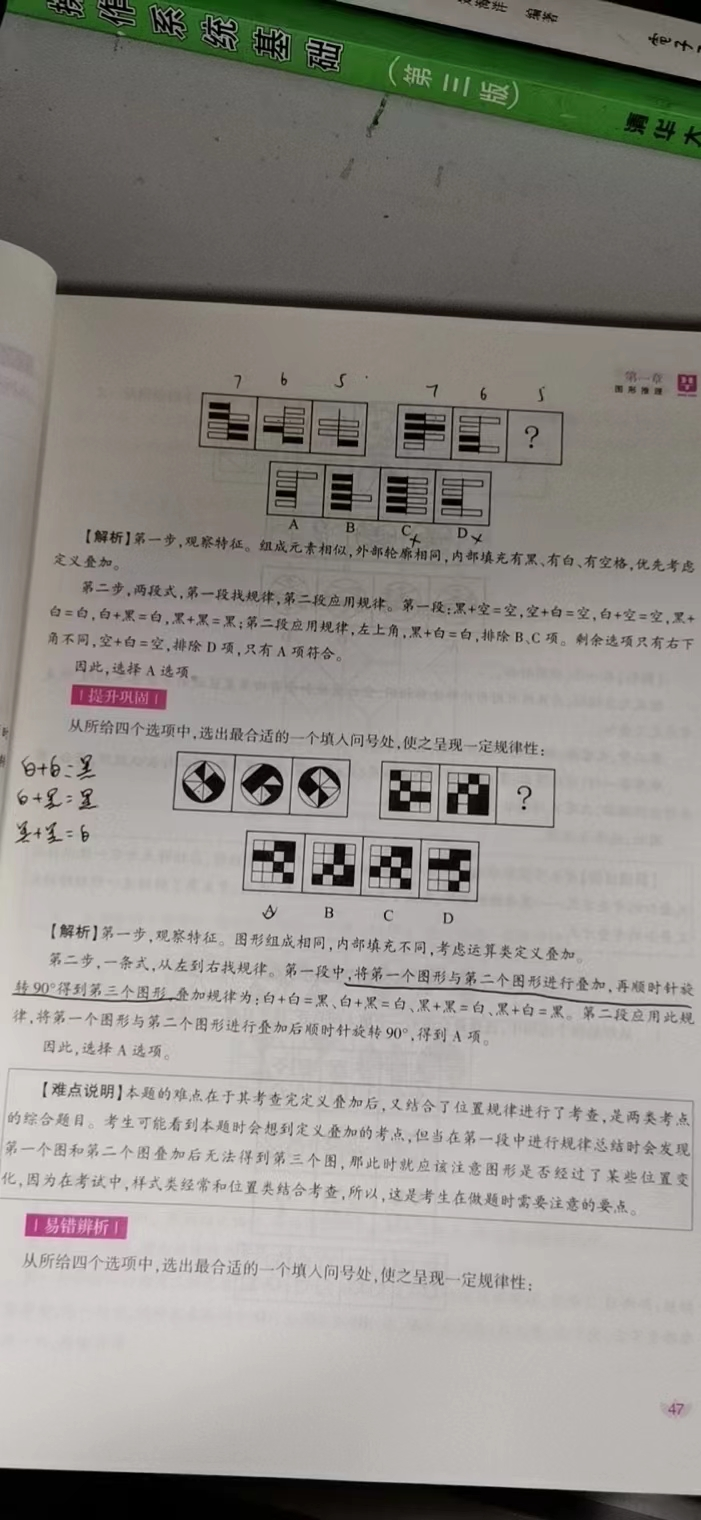 操作系统基础
(第三版)
清华大
编著
電子
第一章
图形推理
7 6 5
7 6 5
?
A B C D
【解析】第一步,观察特征。组成元素相似,外部轮廓相同,内部填充有黑、有白、有空格,优先考虑
定义叠加。
第二步,两段式,第一段找规律,第二段应用规律。第一段:黑+空=空,空+白=空,白+空=空,黑+
白=白,白+黑=白,黑+黑=黑;第二段应用规律,左上角,黑+白=白,排除B、C项。剩余选项只有右下
角不同,空+白=空,排除D项,只有A项符合。
因此,选择A选项。
提升巩固
从所给四个选项中,选出最合适的一个填入问号处,使之呈现一定规律性:
白+白=黑
白+黑=黑
黑+黑=白
?
A B C D
【解析】第一步,观察特征。图形组成相同,内部填充不同,考虑运算类定义叠加。
第二步,一条式,从左到右找规律。第一段中,将第一个图形与第二个图形进行叠加,再顺时针旋
转90°得到第三个图形,叠加规律为:白+白=黑、白+黑=白、黑+黑=白、黑+白=黑。第二段应用此规
律,将第一个图形与第二个图形进行叠加后顺时针旋转90°,得到A项。
因此,选择A选项。
【难点说明】本题的难点在于其考查完定义叠加后,又结合了位置规律进行了考查,是两类考点
的综合题目。考生可能看到本题时会想到定义叠加的考点,但当在第一段中进行规律总结时会发现
第一个图和第二个图叠加后无法得到第三个图,那此时就应该注意图形是否经过了某些位置变
化,因为在考试中,样式类经常和位置类结合考查,所以,这是考生在做题时需要注意的要点。
易错辨析
从所给四个选项中,选出最合适的一个填入问号处,使之呈现一定规律性:
47